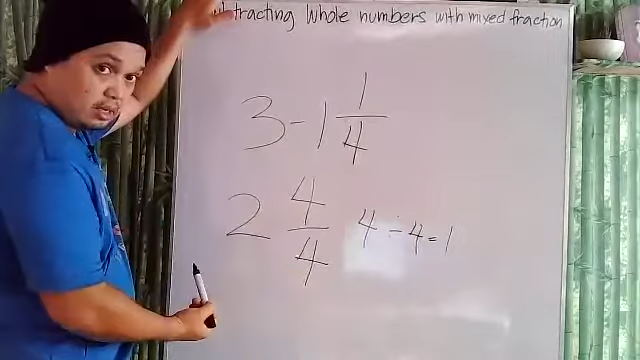 tracting Whole numbers with mixed fraction
3 - 1 1/4
2 4/4 4 ÷ 4 = 1